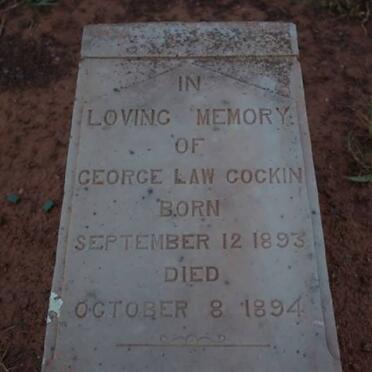 IN
LOVING MEMORY
OF
GEORGE LAW COCKIN
BORN
SEPTEMBER 12 1893
DIED
OCTOBER 8 1894